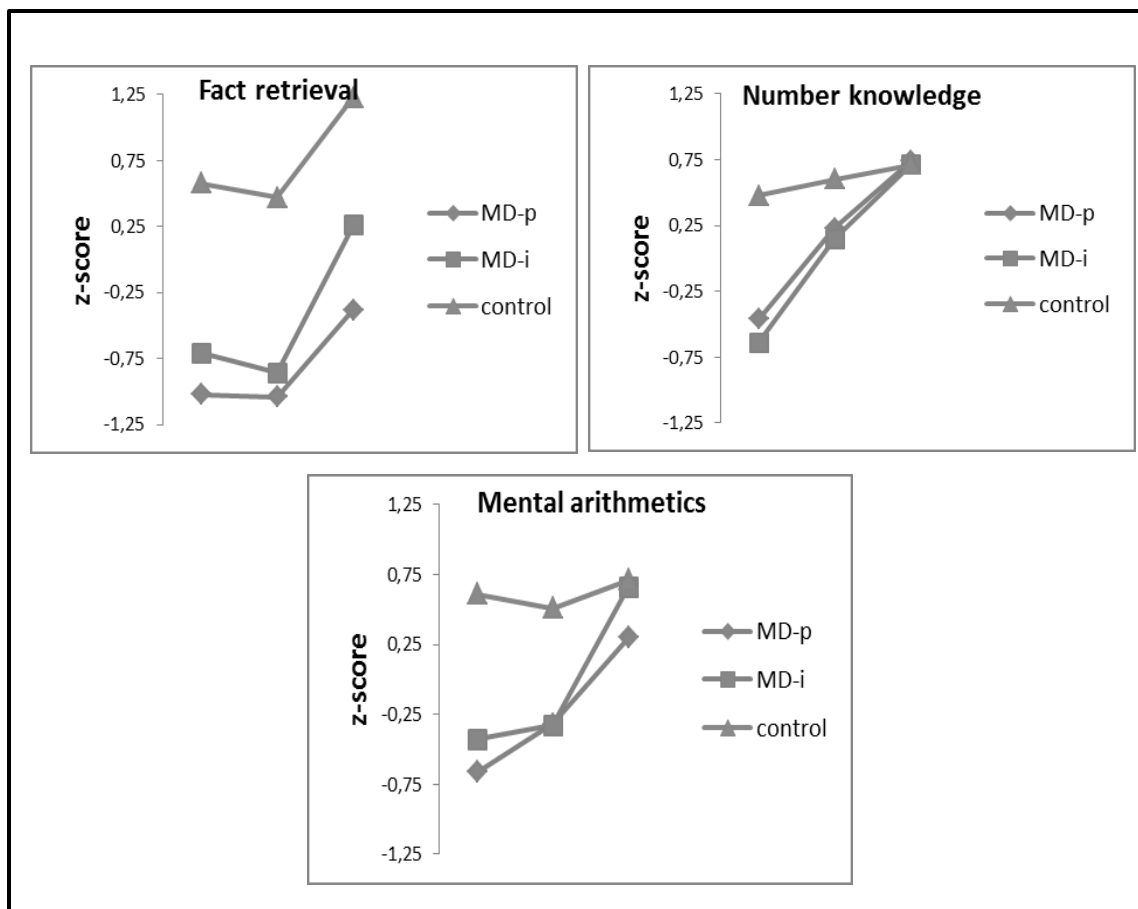 Fact retrieval
1,25
0,75
0,25
-0,25
-0,75
-1,25
z-score
MD-p
MD-i
control
Number knowledge
1,25
0,75
0,25
-0,25
-0,75
-1,25
z-score
MD-p
MD-i
control
Mental arithmetics
1,25
0,75
0,25
-0,25
-0,75
-1,25
z-score
MD-p
MD-i
control